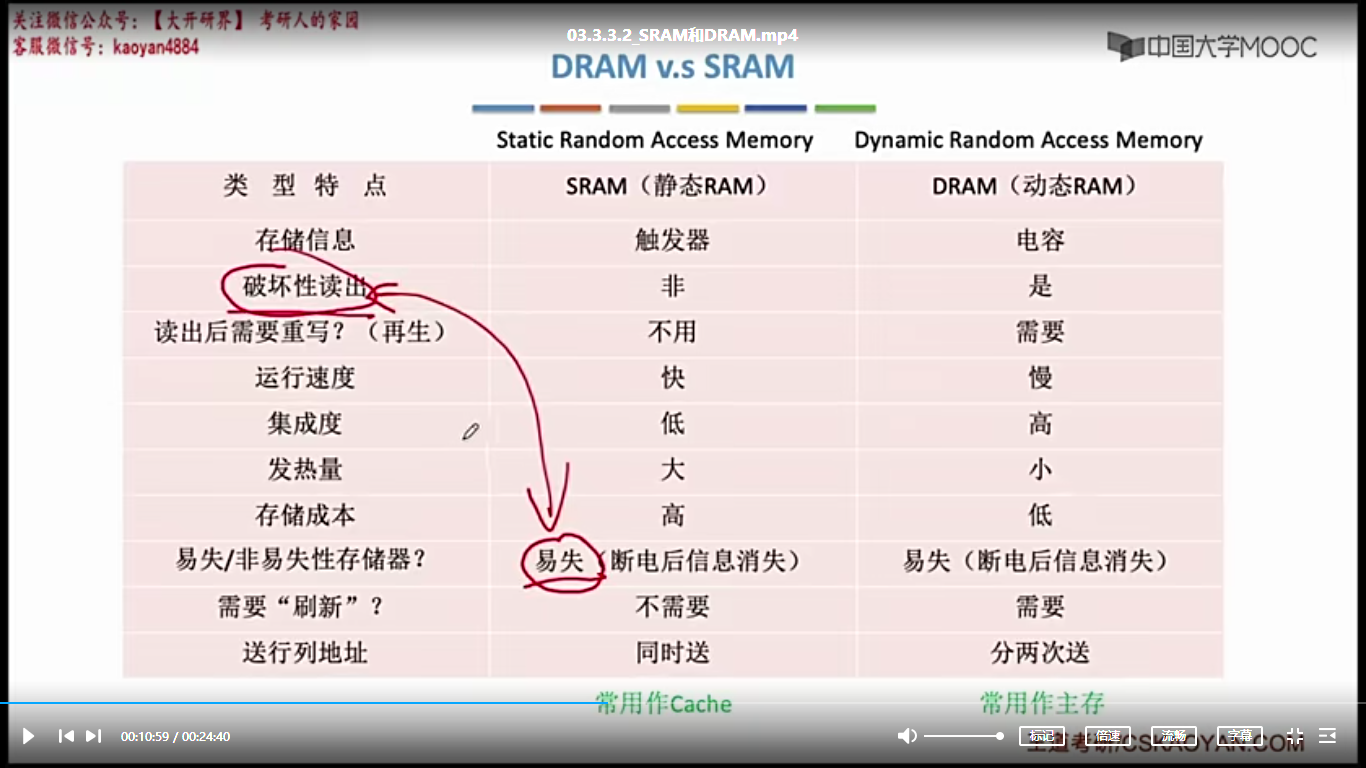 关注微信公众号：【大开研界】 考研人的家园
客服微信号：kaoyan4884
03.3.3.2_SRAM和DRAM.mp4
中国大学MOOC
DRAM v.s SRAM
Static Random Access Memory Dynamic Random Access Memory
类 型 特 点 SRAM（静态RAM） DRAM（动态RAM）
存储信息 触发器 电容
破坏性读出 非 是
读出后需要重写？（再生） 不用 需要
运行速度 快 慢
集成度 低 高
发热量 大 小
存储成本 高 低
易失/非易失性存储器？ 易失（断电后信息消失） 易失（断电后信息消失）
需要“刷新”？ 不需要 需要
送行列地址 同时送 分两次送
常用作Cache 常用作主存
00:10:59 / 00:24:40 标记 倍速 流畅 字幕
王道考研/CSKAOYAN.COM